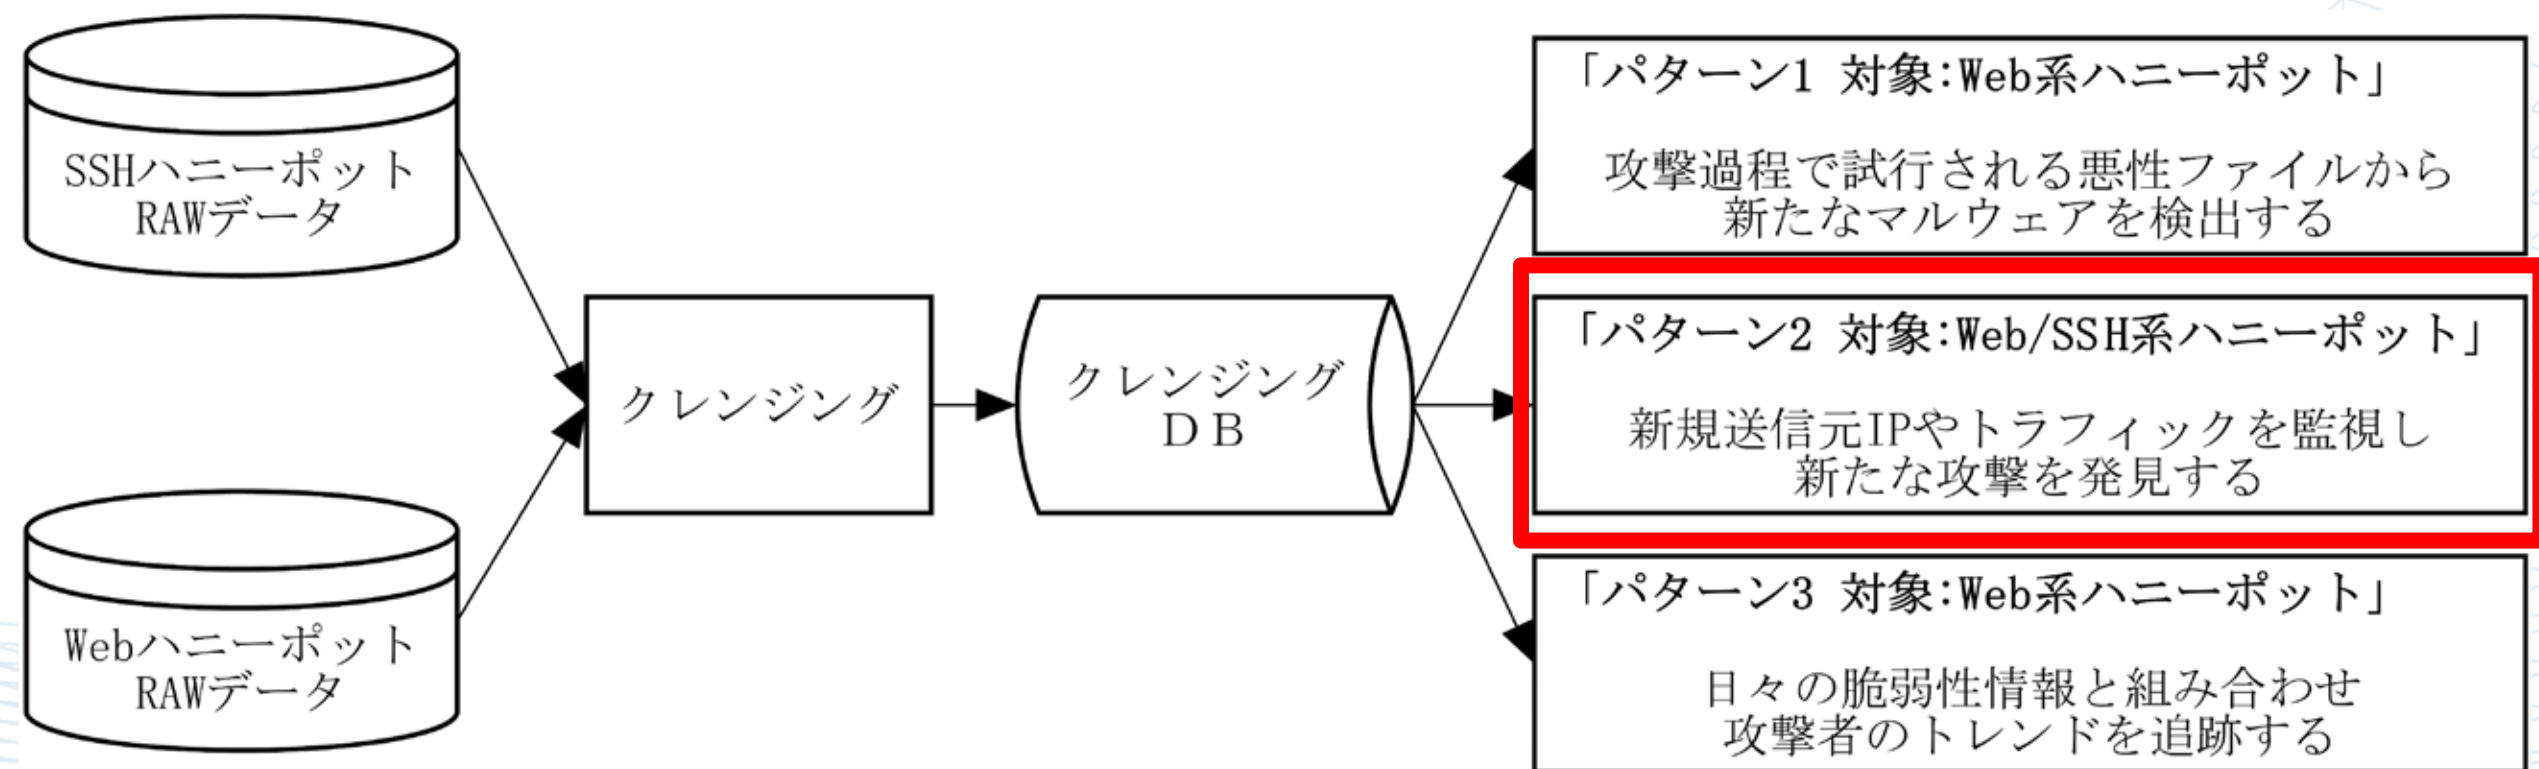 SSHハニーポット
RAWデータ
Webハニーポット
RAWデータ
クレンジング
クレンジング
ＤＢ
「パターン1 対象:Web系ハニーポット」
攻撃過程で試行される悪性ファイルから
新たなマルウェアを検出する
「パターン2 対象:Web/SSH系ハニーポット」
新規送信元IPやトラフィックを監視し
新たな攻撃を発見する
「パターン3 対象:Web系ハニーポット」
日々の脆弱性情報と組み合わせ
攻撃者のトレンドを追跡する